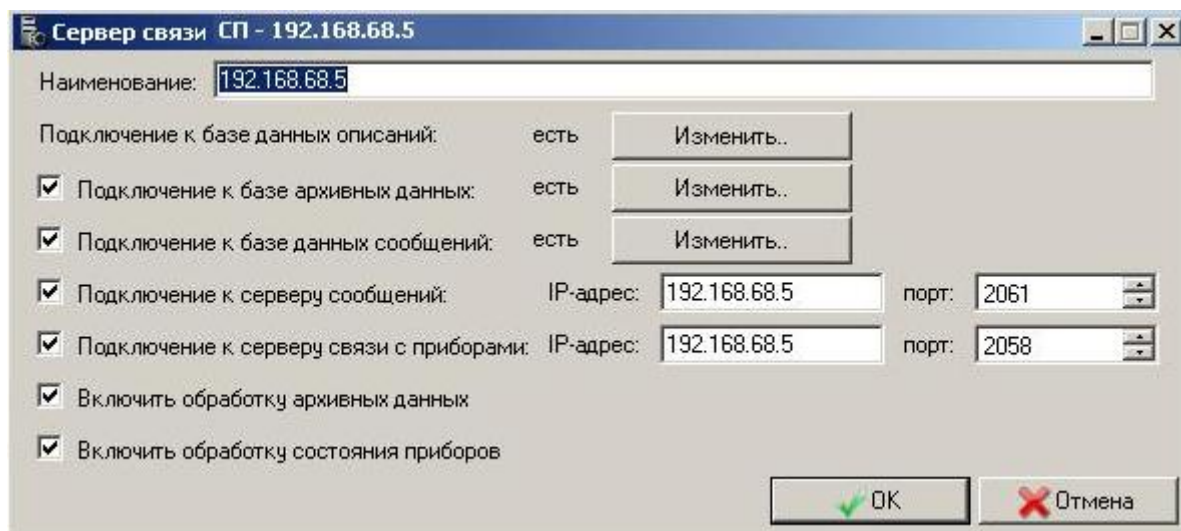 Сервер связи СП - 192.168.68.5
Наименование: 192.168.68.5
Подключение к базе данных описаний: есть Изменить..
Подключение к базе архивных данных: есть Изменить..
Подключение к базе данных сообщений: есть Изменить..
Подключение к серверу сообщений: IP-адрес: 192.168.68.5 порт: 2061
Подключение к серверу связи с приборами: IP-адрес: 192.168.68.5 порт: 2058
Включить обработку архивных данных
Включить обработку состояния приборов
OK Отмена